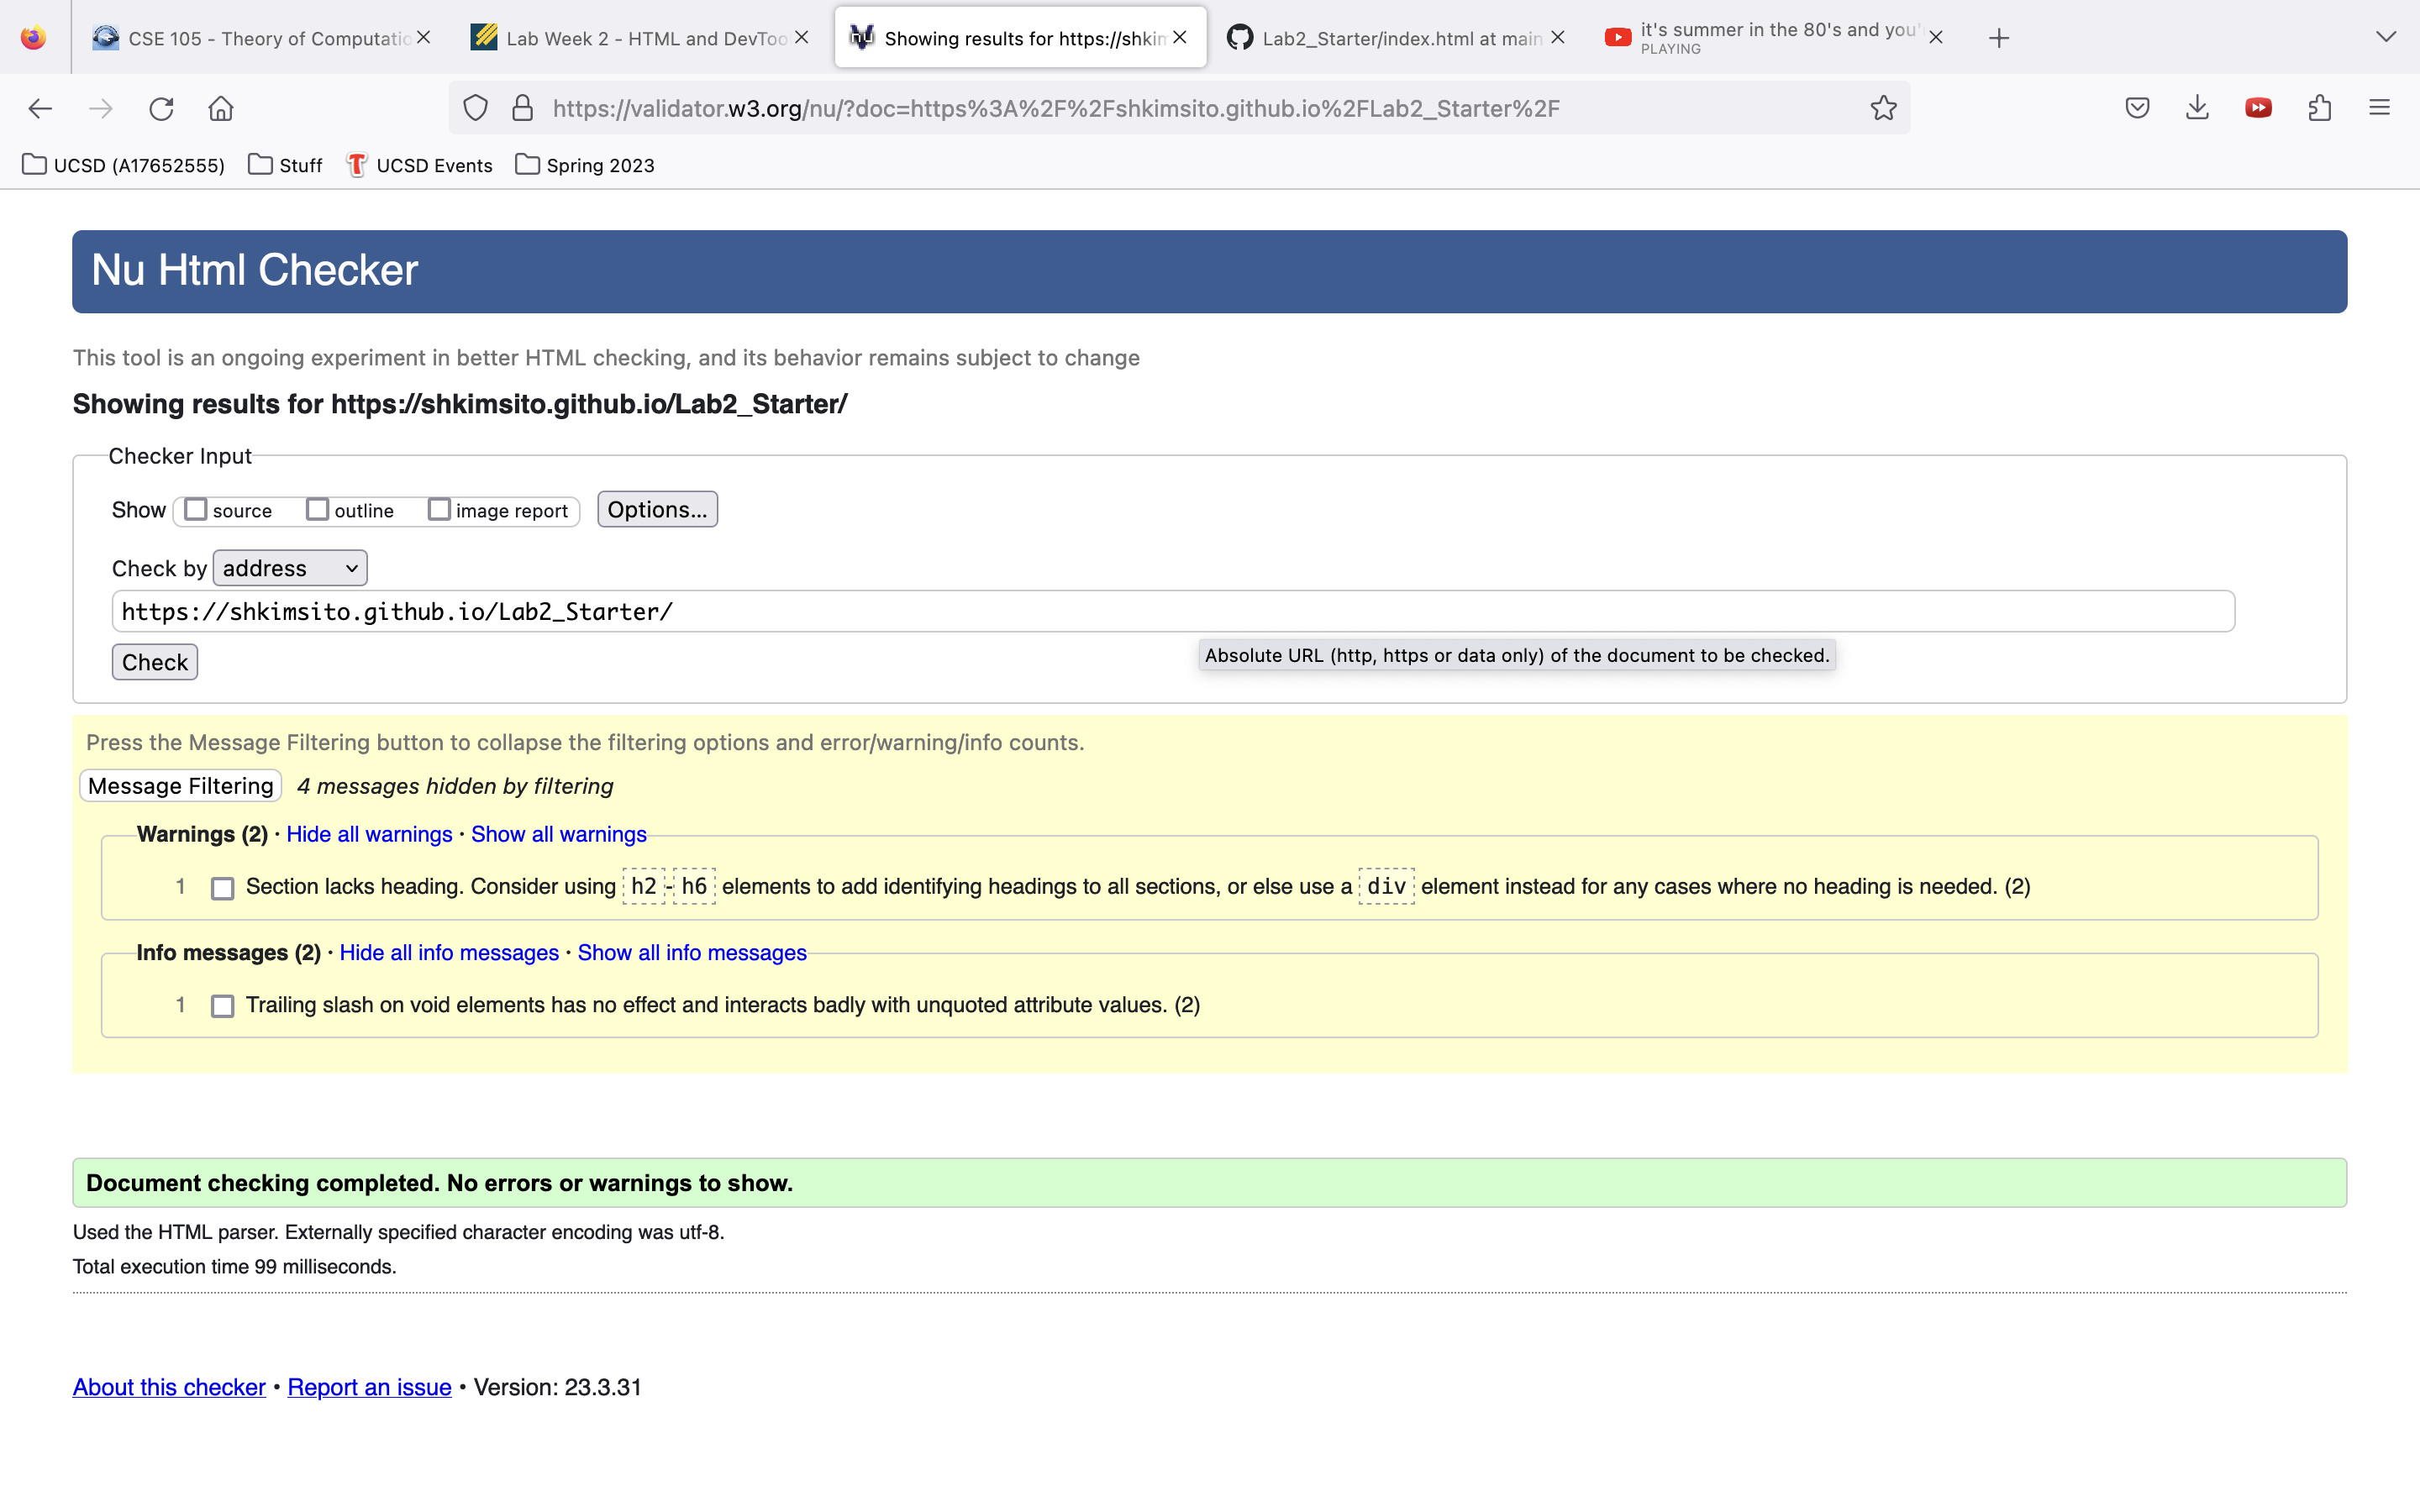 CSE 105 - Theory of Computatio
Lab Week 2 - HTML and DevToo
Showing results for https://shkim
Lab2_Starter/index.html at main
it's summer in the 80's and you'
PLAYING
https://validator.w3.org/nu/?doc=https%3A%2F%2Fshkimsito.github.io%2FLab2_Starter%2F
UCSD (A17652555)
Stuff
UCSD Events
Spring 2023
Nu Html Checker
This tool is an ongoing experiment in better HTML checking, and its behavior remains subject to change
Showing results for https://shkimsito.github.io/Lab2_Starter/
Checker Input
Show source outline image report Options...
Check by address
https://shkimsito.github.io/Lab2_Starter/
Absolute URL (http, https or data only) of the document to be checked.
Check
Press the Message Filtering button to collapse the filtering options and error/warning/info counts.
Message Filtering 4 messages hidden by filtering
Warnings (2) · Hide all warnings · Show all warnings
1 Section lacks heading. Consider using h2-h6 elements to add identifying headings to all sections, or else use a div element instead for any cases where no heading is needed. (2)
Info messages (2) · Hide all info messages · Show all info messages
1 Trailing slash on void elements has no effect and interacts badly with unquoted attribute values. (2)
Document checking completed. No errors or warnings to show.
Used the HTML parser. Externally specified character encoding was utf-8.
Total execution time 99 milliseconds.
About this checker • Report an issue • Version: 23.3.31